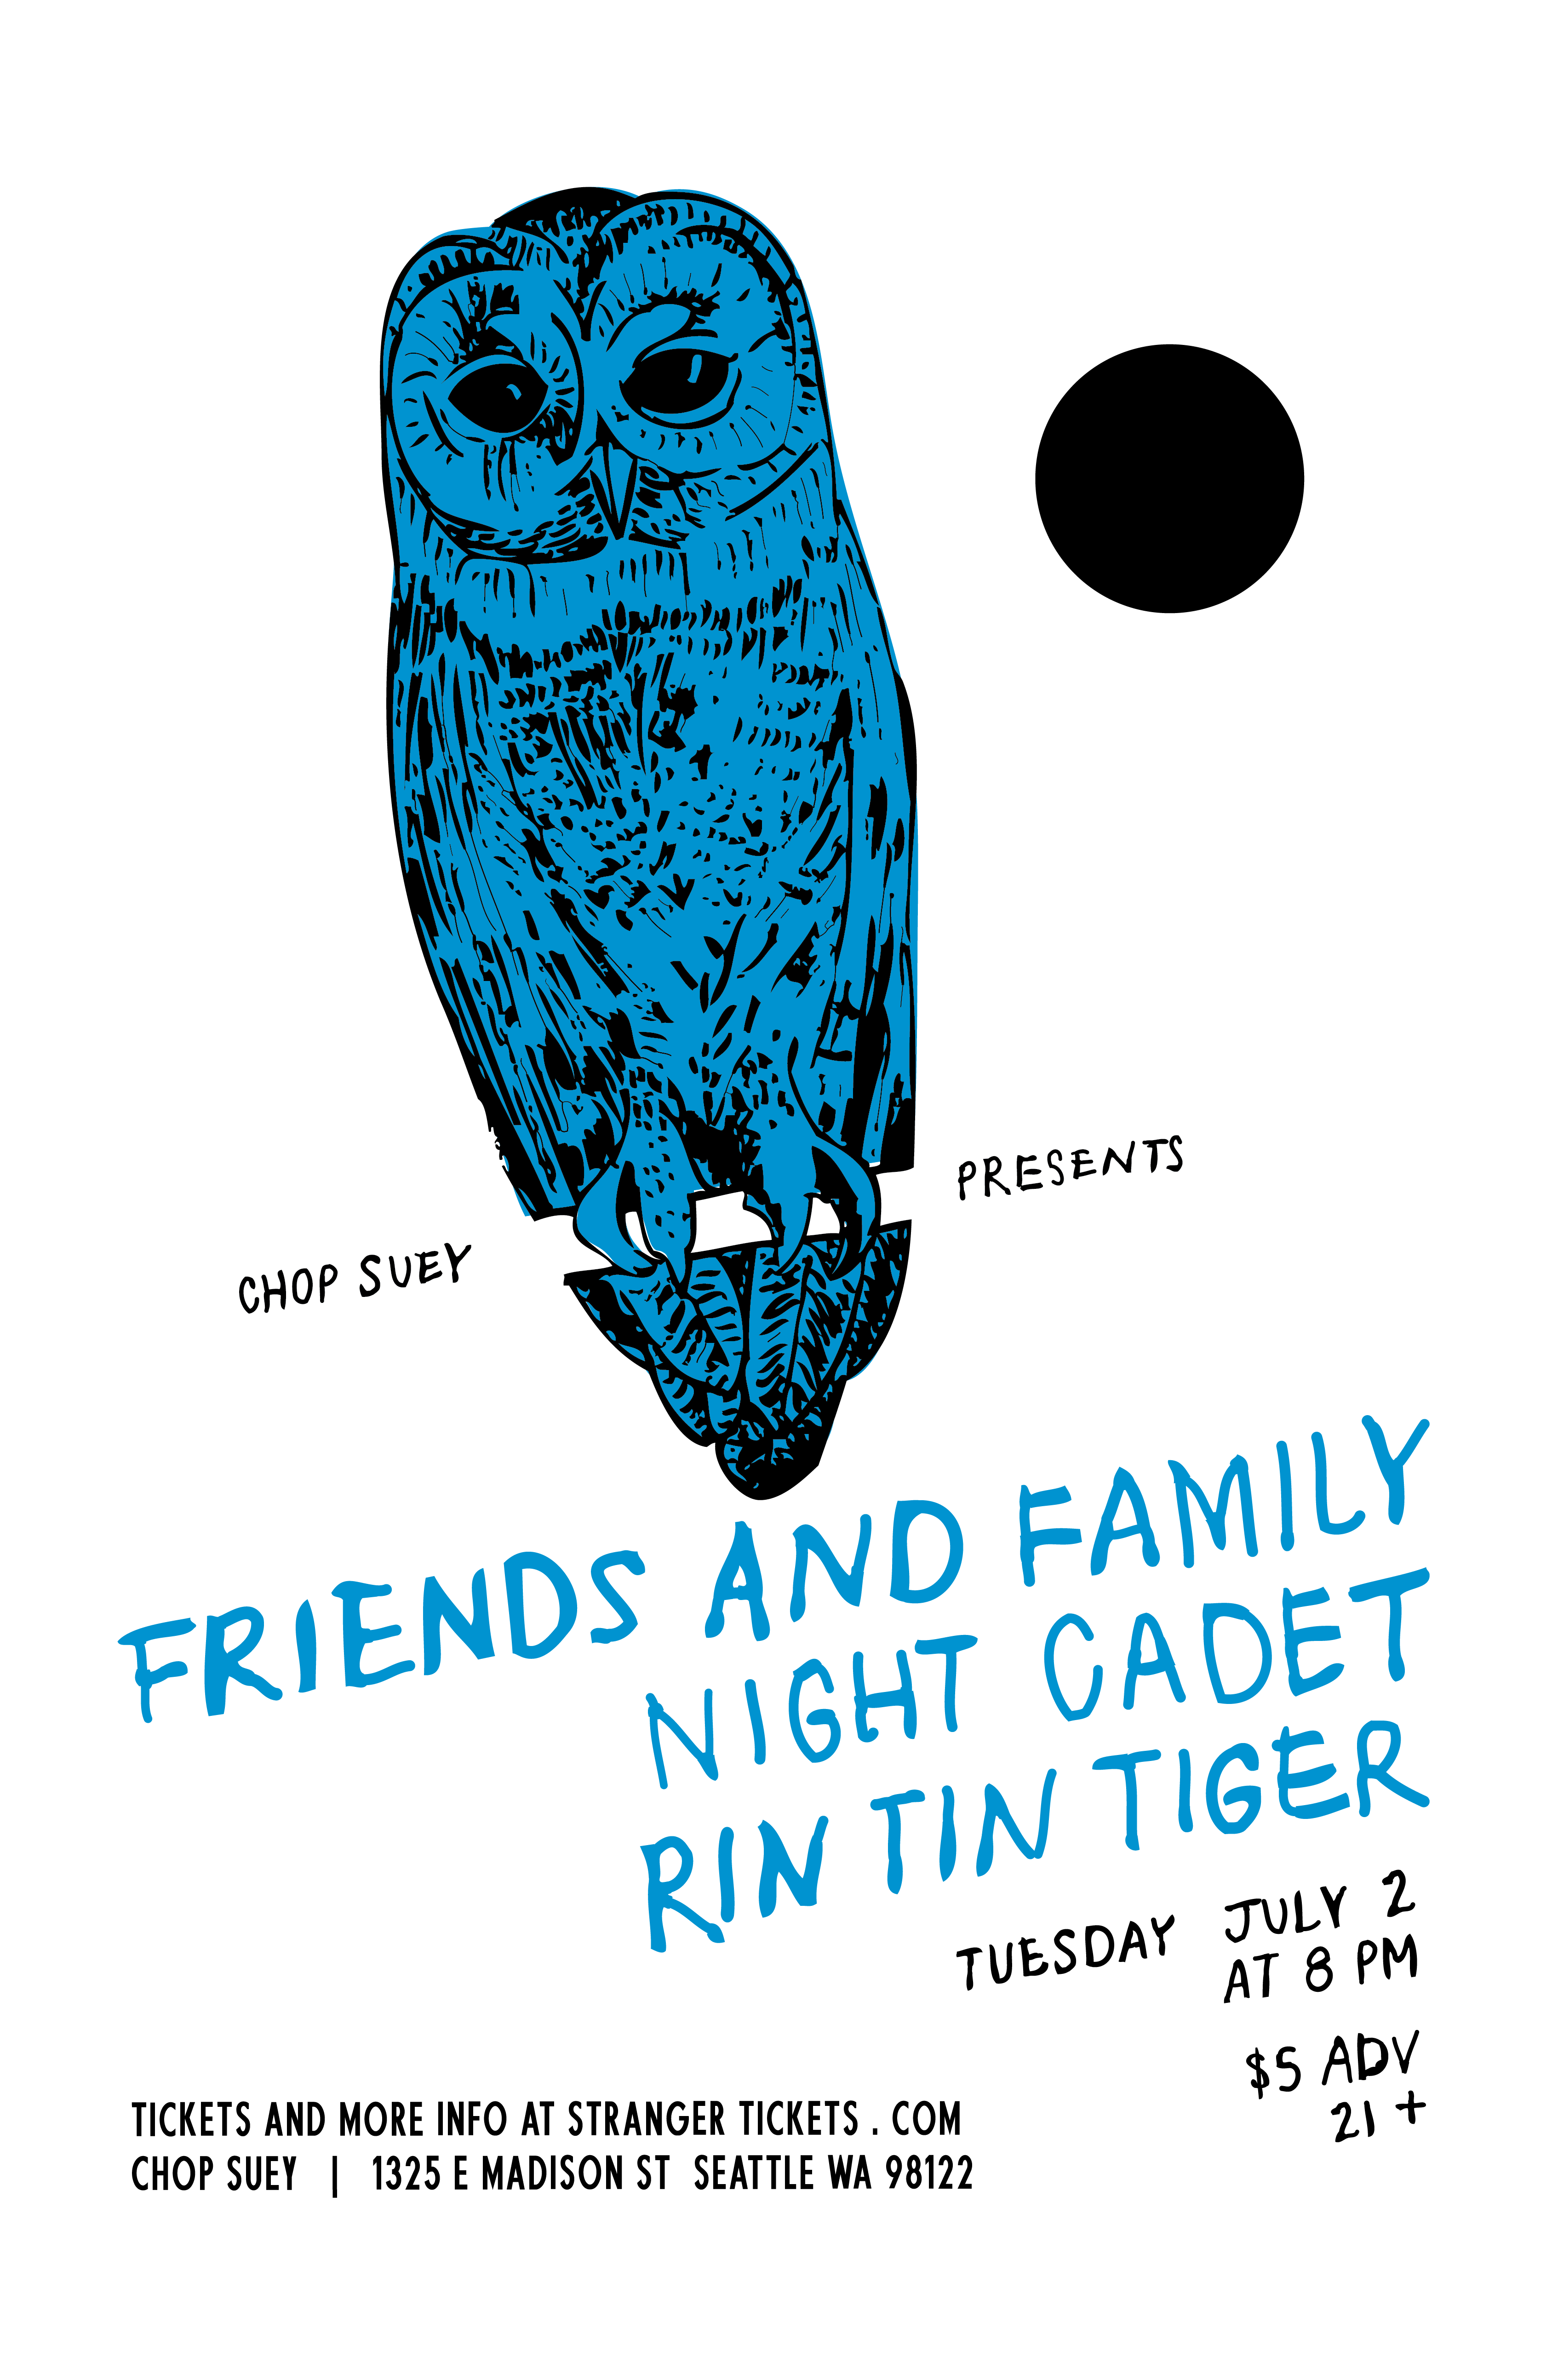 CHOP SUEY PRESENTS
FRIENDS AND FAMILY
NIGHT CADET
RIN TIN TIGER
TUESDAY JULY 2
AT 8 PM
$5 ADV
21 +
TICKETS AND MORE INFO AT STRANGER TICKETS . COM
CHOP SUEY | 1325 E MADISON ST SEATTLE WA 98122